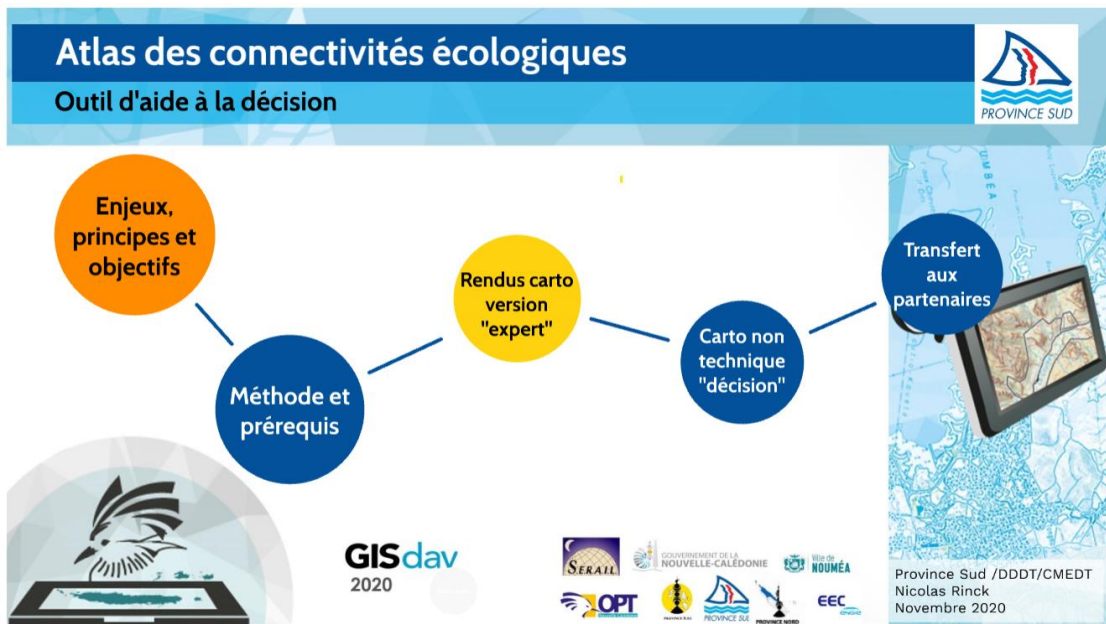 Atlas des connectivités écologiques
Outil d'aide à la décision
PROVINCE SUD
Enjeux,
principes et
objectifs
Méthode et
prérequis
Rendus carto
version
"expert"
Carto non
technique
"décision"
Transfert
aux
partenaires
UMBÉA
GISdav
2020
SERAIL
GOUVERNEMENT DE LA
NOUVELLE-CALÉDONIE
Ville de
NOUMÉA
OPT
PROVINCE SUD
PROVINCE NORD
EEC
ENGIE
Province Sud /DDDT/CMEDT
Nicolas Rinck
Novembre 2020